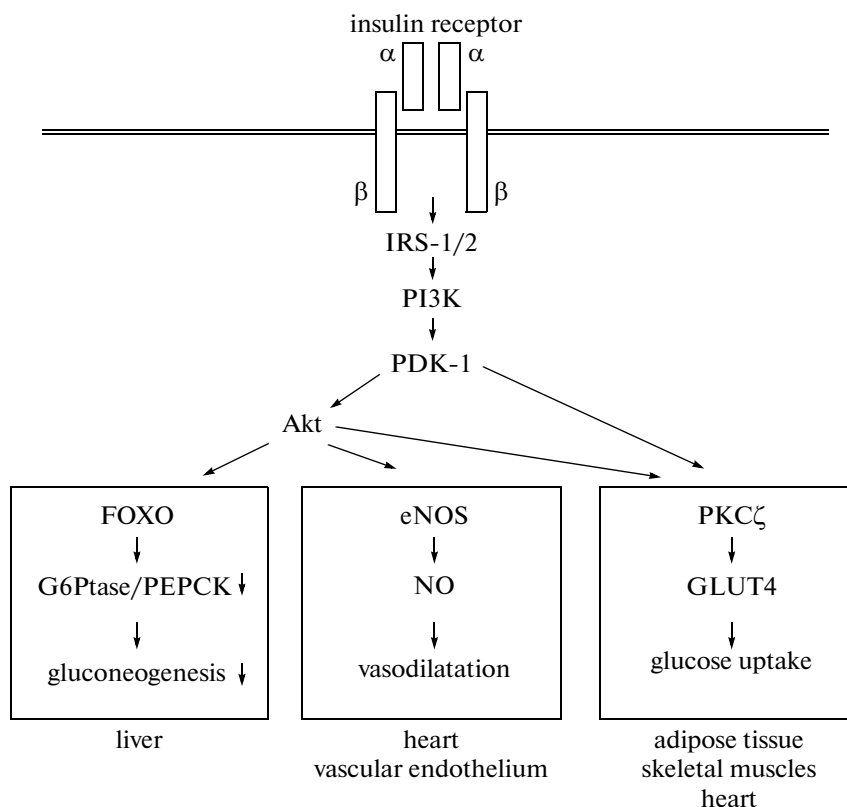 insulin receptor
α α
β β
IRS-1/2
PI3K
PDK-1
Akt
FOXO
G6Ptase/PEPCK
gluconeogenesis
liver
eNOS
NO
vasodilatation
heart
vascular endothelium
PKCζ
GLUT4
glucose uptake
adipose tissue
skeletal muscles
heart